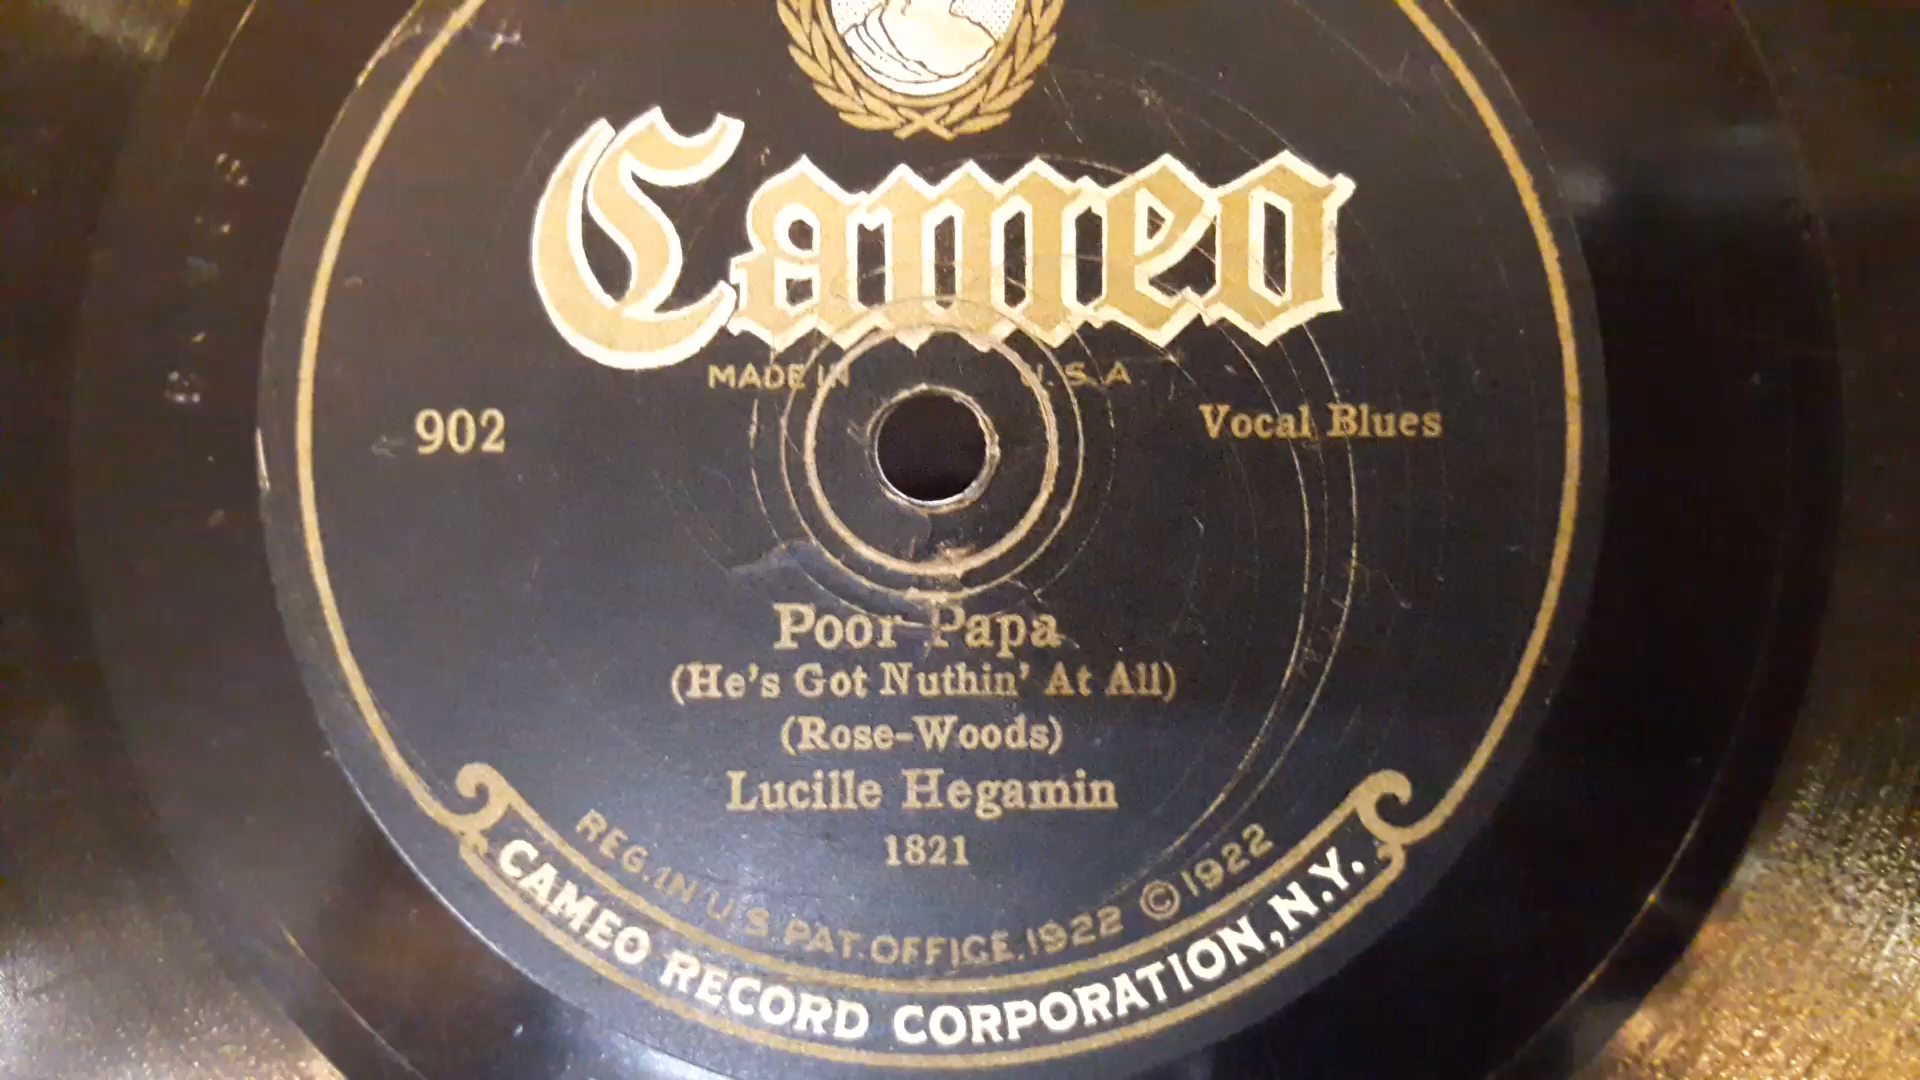 Cameo
MADE IN U.S.A
902
Vocal Blues
Poor Papa
(He's Got Nuthin' At All)
(Rose-Woods)
Lucille Hegamin
1821
REG. IN U.S. PAT. OFFICE. 1922 © 1922
CAMEO RECORD CORPORATION, N.Y.